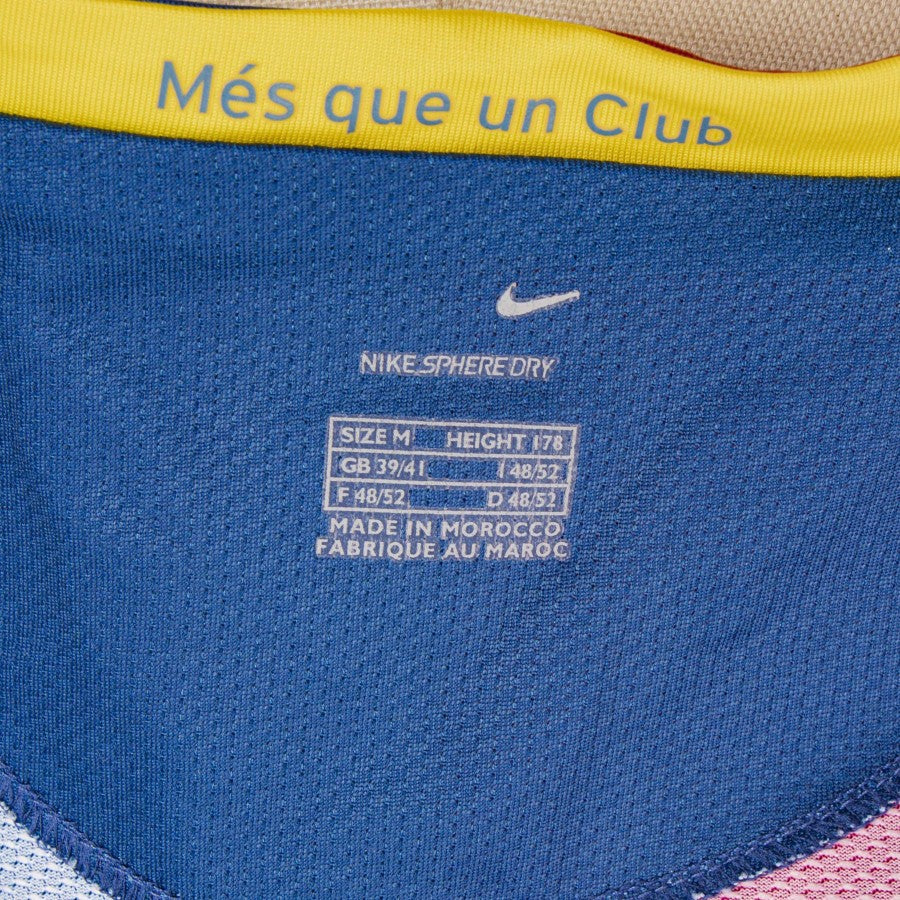 Més que un Club
NIKE SPHERE DRY
SIZE M HEIGHT 178
GB 39/41 I 48/52
F 48/52 D 48/52
MADE IN MOROCCO
FABRIQUE AU MAROC